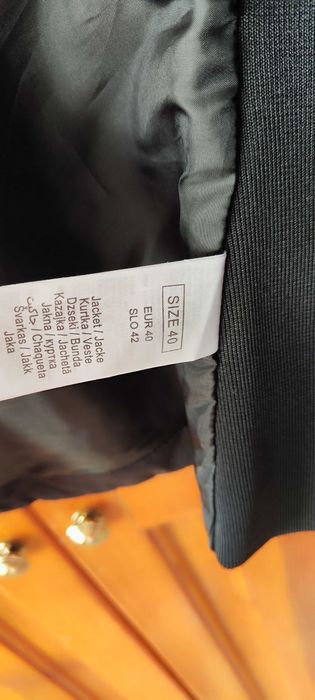 SIZE 40
EUR 40
SLO 42
Jacket / Jacke
Kurtka / Veste
Dzseki / Bunda
Kazajka / Jachetă
Jakna / куртка
جاكيت / Chaqueta
Švarkas / Jakk
Jaka